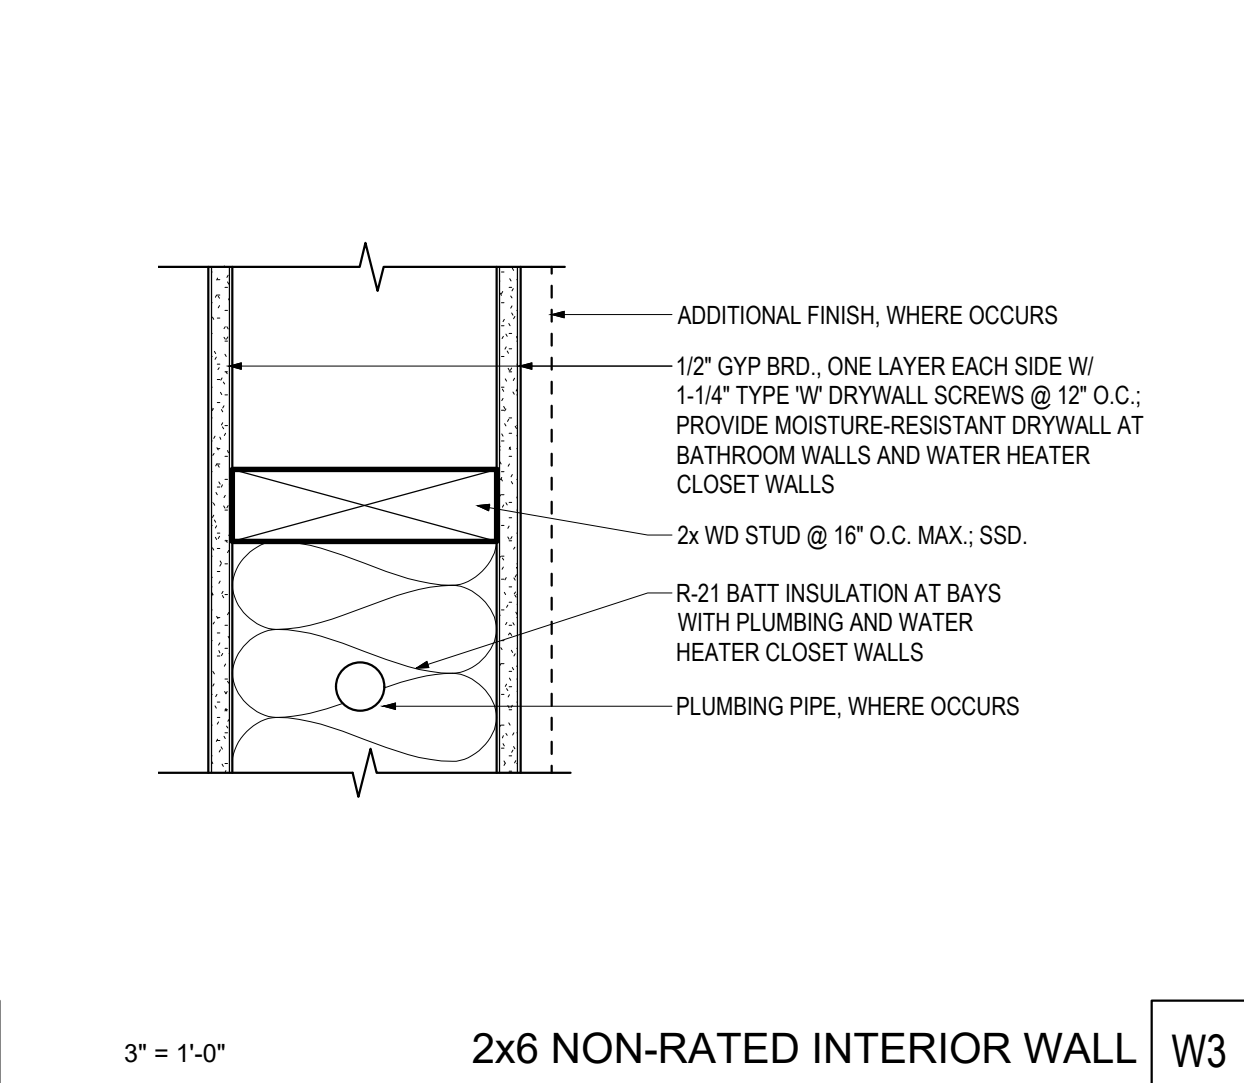 ADDITIONAL FINISH, WHERE OCCURS
1/2" GYP BRD., ONE LAYER EACH SIDE W/
1-1/4" TYPE 'W' DRYWALL SCREWS @ 12" O.C.;
PROVIDE MOISTURE-RESISTANT DRYWALL AT
BATHROOM WALLS AND WATER HEATER
CLOSET WALLS
2x WD STUD @ 16" O.C. MAX.; SSD.
R-21 BATT INSULATION AT BAYS
WITH PLUMBING AND WATER
HEATER CLOSET WALLS
PLUMBING PIPE, WHERE OCCURS
3" = 1'-0"
2x6 NON-RATED INTERIOR WALL
W3